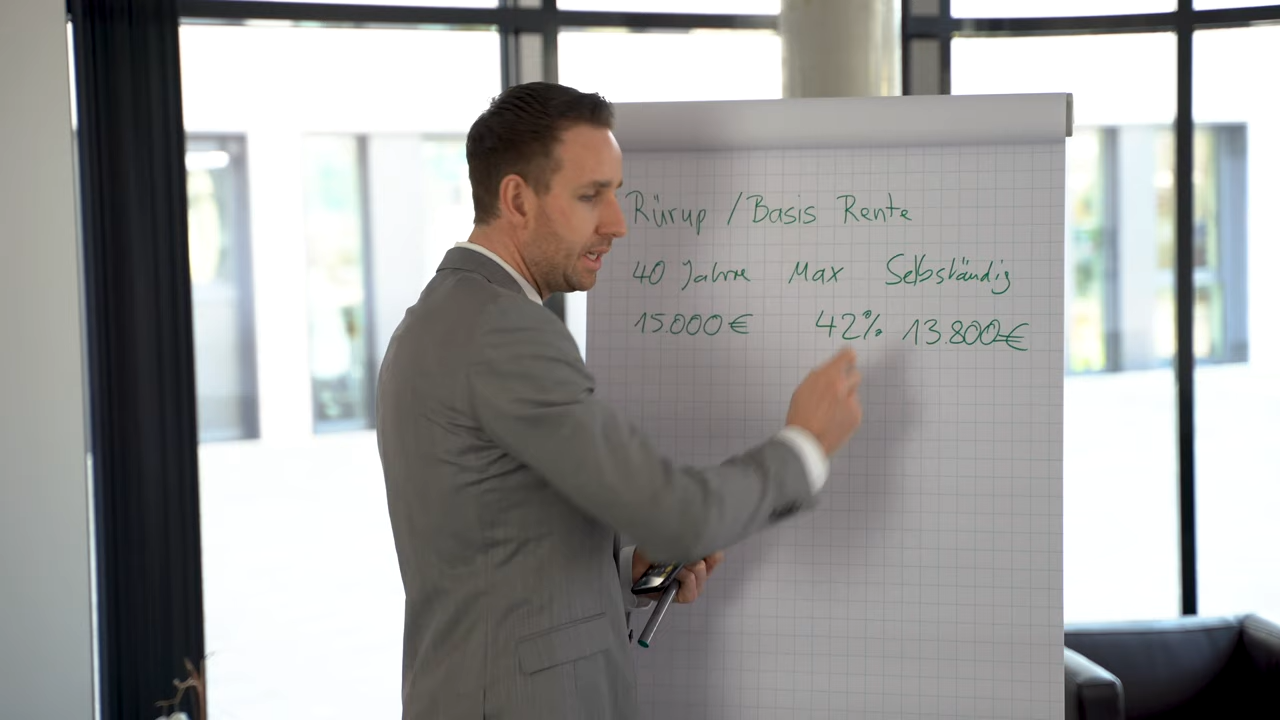 Rürup / Basis Rente
40 Jahre Max Selbständig
15.000 € 42% 13.800 €